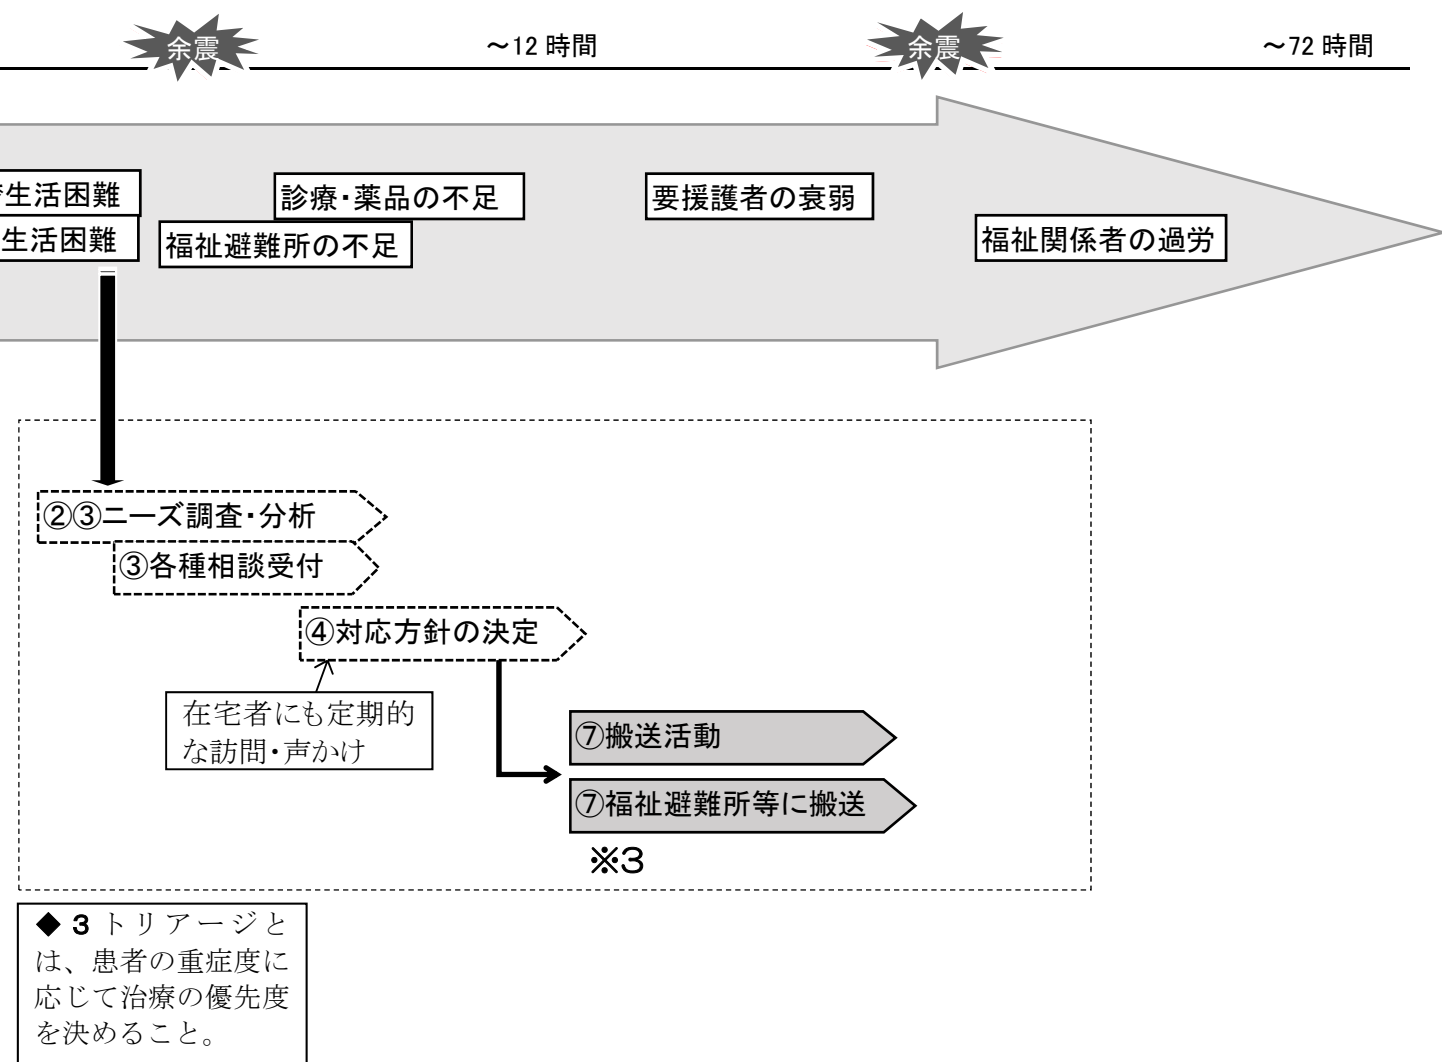 余震
～12 時間
余震
～72 時間
生活困難
診療・薬品の不足
要援護者の衰弱
生活困難
福祉避難所の不足
福祉関係者の過労
②③ニーズ調査・分析
③各種相談受付
④対応方針の決定
在宅者にも定期的
な訪問・声かけ
⑦搬送活動
⑦福祉避難所等に搬送
※3
◆3トリアージと
は、患者の重症度に
応じて治療の優先度
を決めること。